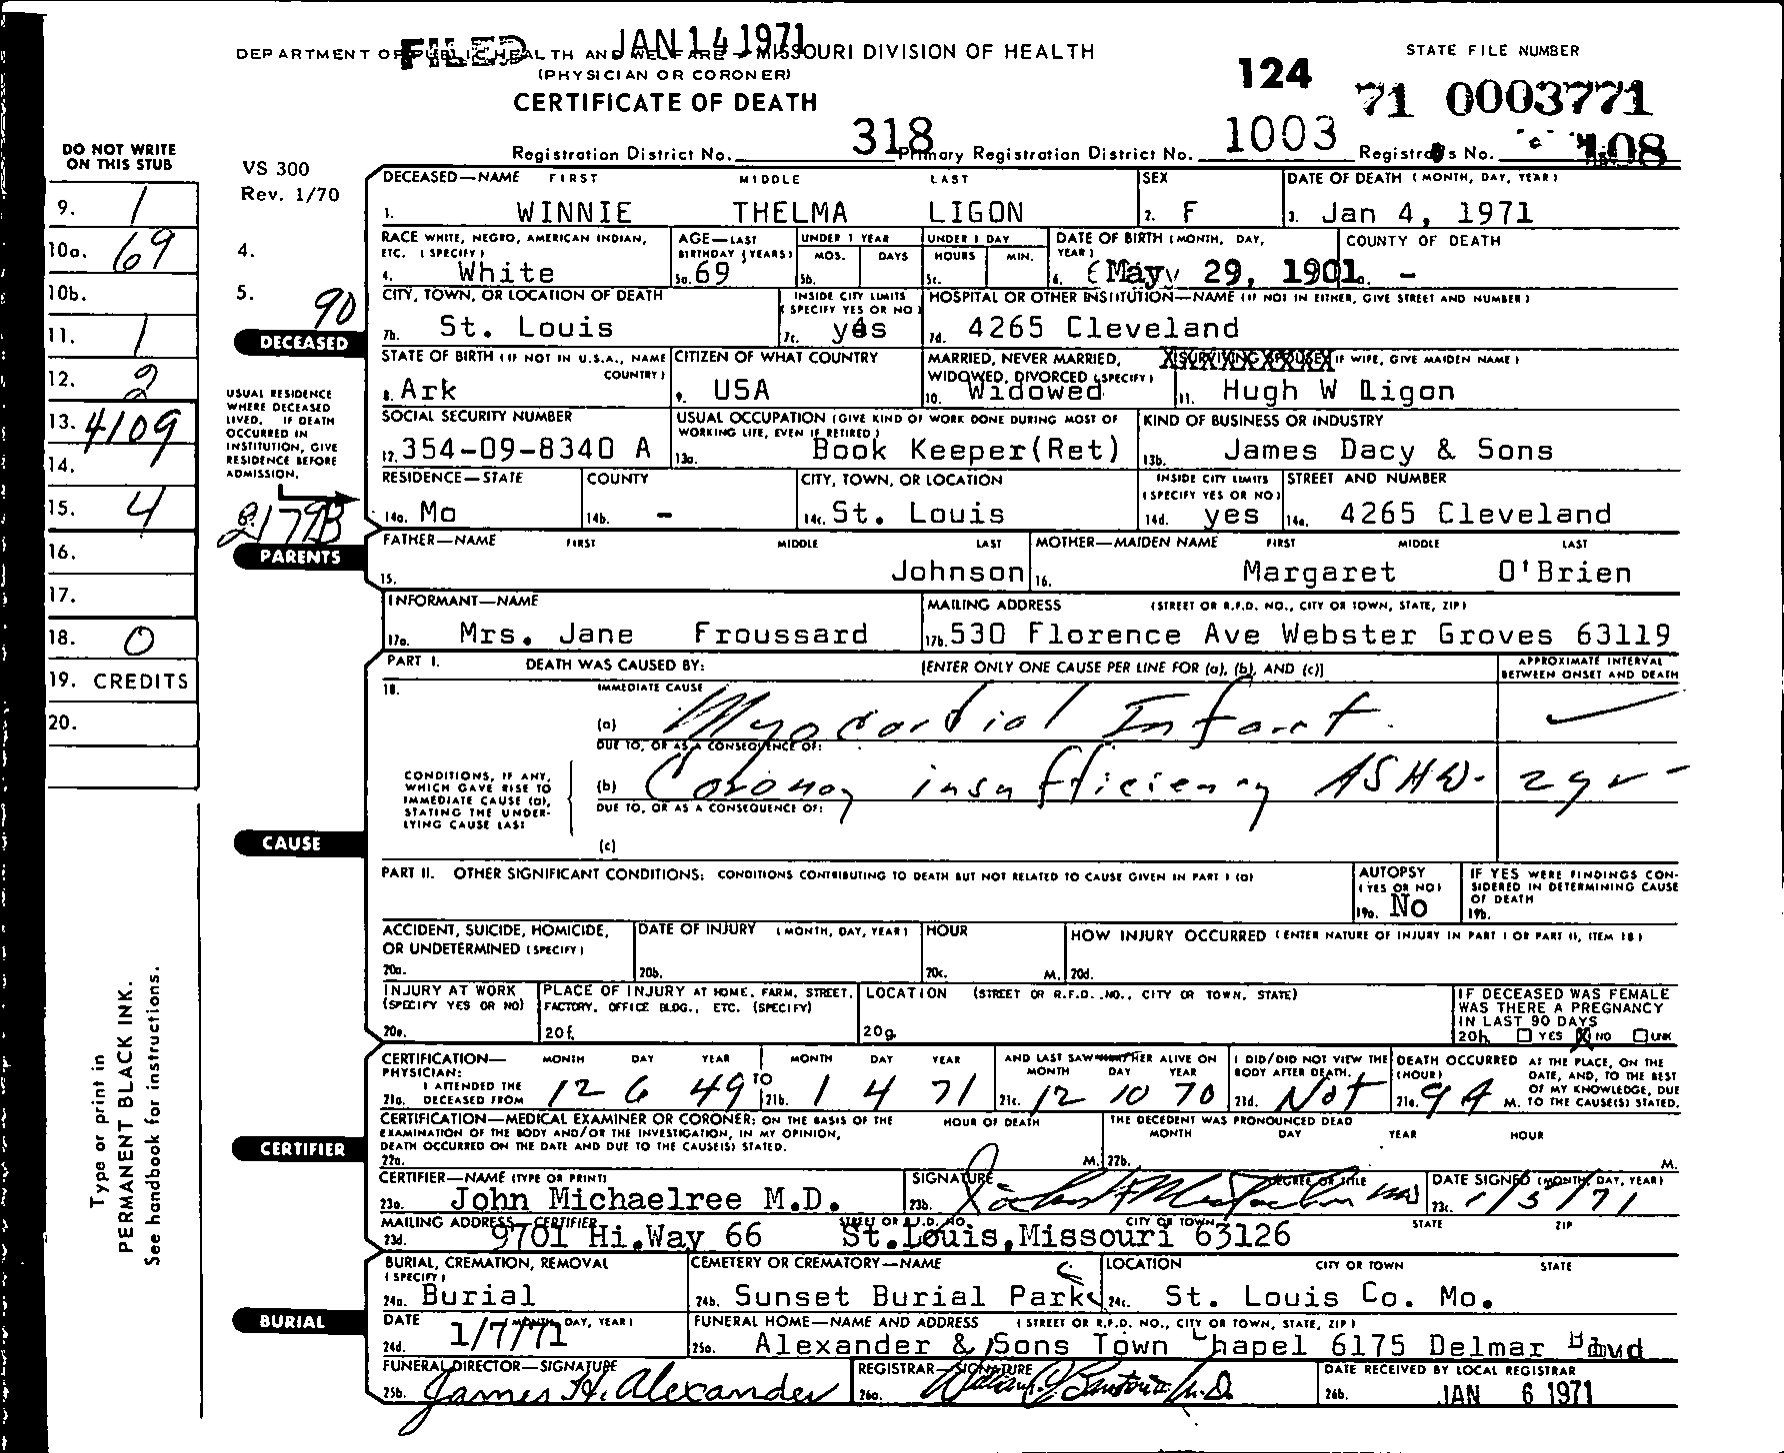 FILED JAN 14 1971
DEPARTMENT OF PUBLIC HEALTH AND WELFARE - MISSOURI DIVISION OF HEALTH
(PHYSICIAN OR CORONER)
CERTIFICATE OF DEATH
STATE FILE NUMBER
124 71 0003771
Registration District No. 318 Primary Registration District No. 1003 Registrar's No. 108
DO NOT WRITE
ON THIS STUB
VS 300
Rev. 1/70
9. 1
10a. 69
10b.
11. 1
12. 2
13. 4109
14.
15. 4
16.
17.
18. 0
19. CREDITS
20.
4.
5. 90
DECEASED
USUAL RESIDENCE
WHERE DECEASED
LIVED. IF DEATH
OCCURRED IN
INSTITUTION, GIVE
RESIDENCE BEFORE
ADMISSION.
PARENTS
CAUSE
CERTIFIER
BURIAL
Type or print in
PERMANENT BLACK INK.
See handbook for instructions.
DECEASED—NAME FIRST MIDDLE LAST SEX DATE OF DEATH (MONTH, DAY, YEAR)
1. WINNIE THELMA LIGON 2. F 3. Jan 4, 1971
RACE WHITE, NEGRO, AMERICAN INDIAN, ETC. (SPECIFY) AGE—LAST BIRTHDAY (YEARS) UNDER 1 YEAR MOS. DAYS UNDER 1 DAY HOURS MIN. DATE OF BIRTH (MONTH, DAY, YEAR) COUNTY OF DEATH
4. White 5a. 69 5b. 5c. 6. May 29, 1901 -
CITY, TOWN, OR LOCATION OF DEATH INSIDE CITY LIMITS (SPECIFY YES OR NO) HOSPITAL OR OTHER INSTITUTION—NAME (IF NOT IN EITHER, GIVE STREET AND NUMBER)
7b. St. Louis 7c. yes 7d. 4265 Cleveland
STATE OF BIRTH (IF NOT IN U.S.A., NAME COUNTRY) CITIZEN OF WHAT COUNTRY MARRIED, NEVER MARRIED, WIDOWED, DIVORCED (SPECIFY) SURVIVING SPOUSE (IF WIFE, GIVE MAIDEN NAME)
8. Ark 9. USA 10. Widowed 11. Hugh W Ligon
SOCIAL SECURITY NUMBER USUAL OCCUPATION (GIVE KIND OF WORK DONE DURING MOST OF WORKING LIFE, EVEN IF RETIRED) KIND OF BUSINESS OR INDUSTRY
12. 354-09-8340 A 13a. Book Keeper(Ret) 13b. James Dacy & Sons
RESIDENCE—STATE COUNTY CITY, TOWN, OR LOCATION INSIDE CITY LIMITS (SPECIFY YES OR NO) STREET AND NUMBER
14a. Mo 14b. - 14c. St. Louis 14d. yes 14e. 4265 Cleveland
FATHER—NAME FIRST MIDDLE LAST MOTHER—MAIDEN NAME FIRST MIDDLE LAST
15. Johnson 16. Margaret O'Brien
INFORMANT—NAME MAILING ADDRESS (STREET OR R.F.D. NO., CITY OR TOWN, STATE, ZIP)
17a. Mrs. Jane Froussard 17b. 530 Florence Ave Webster Groves 63119
PART I. DEATH WAS CAUSED BY: [ENTER ONLY ONE CAUSE PER LINE FOR (a), (b), AND (c)] APPROXIMATE INTERVAL BETWEEN ONSET AND DEATH
18. IMMEDIATE CAUSE
(a) Myocardial Infarct
DUE TO, OR AS A CONSEQUENCE OF:
CONDITIONS, IF ANY,
WHICH GAVE RISE TO
IMMEDIATE CAUSE (a),
STATING THE UNDER-
LYING CAUSE LAST
(b) Coronary insufficiency ASHD- 2yr-
DUE TO, OR AS A CONSEQUENCE OF:
(c)
PART II. OTHER SIGNIFICANT CONDITIONS: CONDITIONS CONTRIBUTING TO DEATH BUT NOT RELATED TO CAUSE GIVEN IN PART I (a) AUTOPSY (YES OR NO) IF YES WERE FINDINGS CONSIDERED IN DETERMINING CAUSE OF DEATH
19a. No 19b.
ACCIDENT, SUICIDE, HOMICIDE, OR UNDETERMINED (SPECIFY) DATE OF INJURY (MONTH, DAY, YEAR) HOUR HOW INJURY OCCURRED (ENTER NATURE OF INJURY IN PART I OR PART II, ITEM 18)
20a. 20b. 20c. M. 20d.
INJURY AT WORK (SPECIFY YES OR NO) PLACE OF INJURY AT HOME, FARM, STREET, FACTORY, OFFICE BLDG., ETC. (SPECIFY) LOCATION (STREET OR R.F.D. NO., CITY OR TOWN, STATE) IF DECEASED WAS FEMALE WAS THERE A PREGNANCY IN LAST 90 DAYS
20e. 20f. 20g. 20h. YES X NO UNK
CERTIFICATION—PHYSICIAN: MONTH DAY YEAR MONTH DAY YEAR AND LAST SAW HIM/HER ALIVE ON MONTH DAY YEAR I DID/DID NOT VIEW THE BODY AFTER DEATH. DEATH OCCURRED (HOUR) AT THE PLACE, ON THE DATE, AND, TO THE BEST OF MY KNOWLEDGE, DUE TO THE CAUSE(S) STATED.
21a. I ATTENDED THE DECEASED FROM 12 6 49 TO 21b. 1 4 71 21c. 12 10 70 21d. Not 21e. 9 A M.
CERTIFICATION—MEDICAL EXAMINER OR CORONER: ON THE BASIS OF THE EXAMINATION OF THE BODY AND/OR THE INVESTIGATION, IN MY OPINION, DEATH OCCURRED ON THE DATE AND DUE TO THE CAUSE(S) STATED. HOUR OF DEATH THE DECEDENT WAS PRONOUNCED DEAD MONTH DAY YEAR HOUR
22a. M. 22b. M.
CERTIFIER—NAME (TYPE OR PRINT) SIGNATURE DEGREE OR TITLE DATE SIGNED (MONTH, DAY, YEAR)
23a. John Michaelree M.D. 23b. 23c. 1/5/71
MAILING ADDRESS—CERTIFIER STREET OR R.F.D. NO. CITY OR TOWN STATE ZIP
23d. 9701 Hi.Way 66 St.Louis,Missouri 63126
BURIAL, CREMATION, REMOVAL (SPECIFY) CEMETERY OR CREMATORY—NAME LOCATION CITY OR TOWN STATE
24a. Burial 24b. Sunset Burial Park 24c. St. Louis Co. Mo.
DATE (MONTH, DAY, YEAR) FUNERAL HOME—NAME AND ADDRESS (STREET OR R.F.D. NO., CITY OR TOWN, STATE, ZIP)
24d. 1/7/71 25a. Alexander & Sons Town Chapel 6175 Delmar Blvd
FUNERAL DIRECTOR—SIGNATURE REGISTRAR—SIGNATURE DATE RECEIVED BY LOCAL REGISTRAR
25b. James H. Alexander 26a. 26b. JAN 6 1971